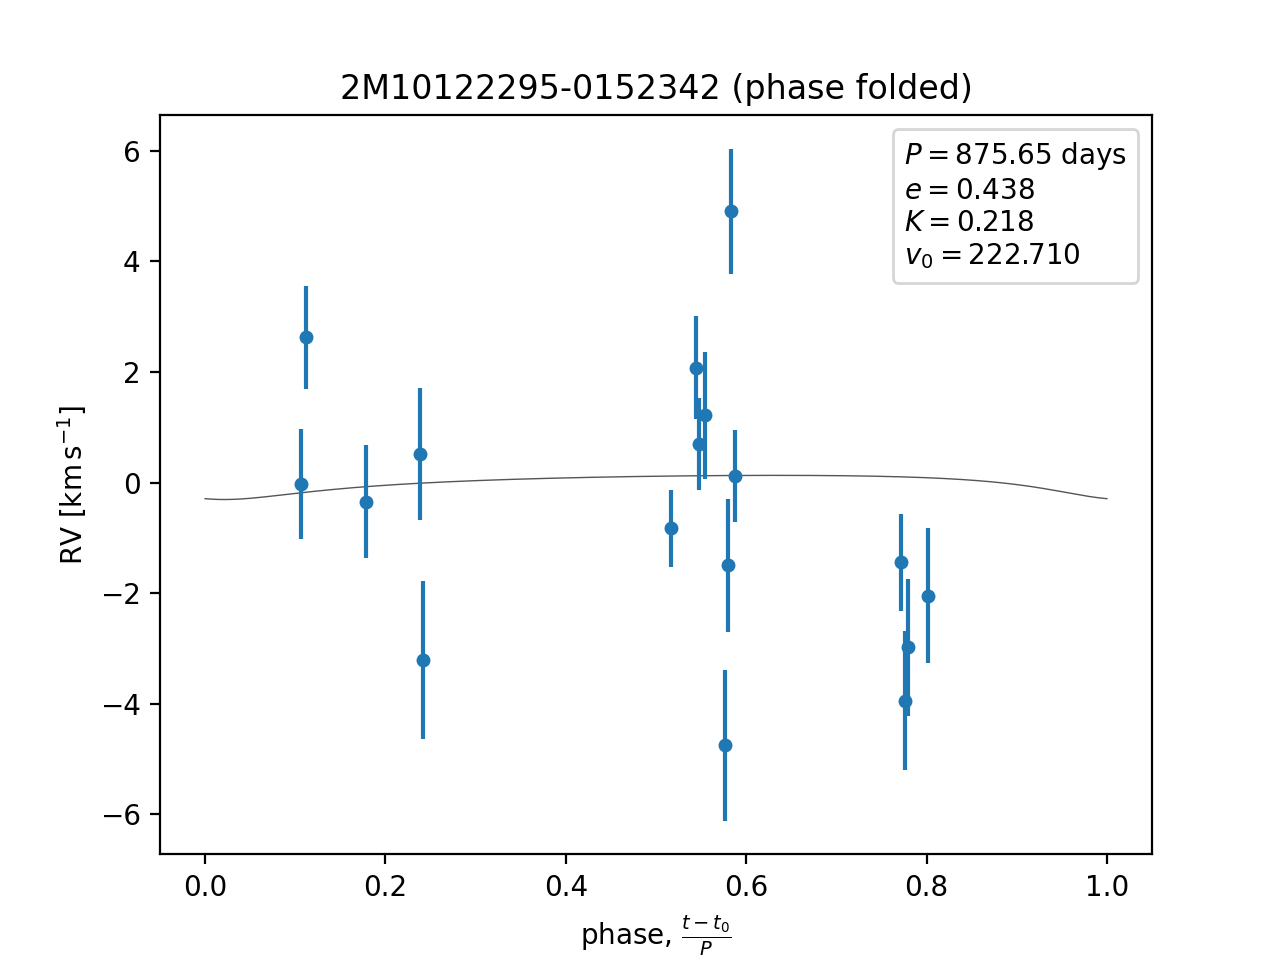 2M10122295-0152342 (phase folded)
P = 875.65 days
e = 0.438
K = 0.218
v₀ = 222.710
6
4
2
0
−2
−4
−6
RV [km s⁻¹]
0.0 0.2 0.4 0.6 0.8 1.0
phase, (t − t₀)/P